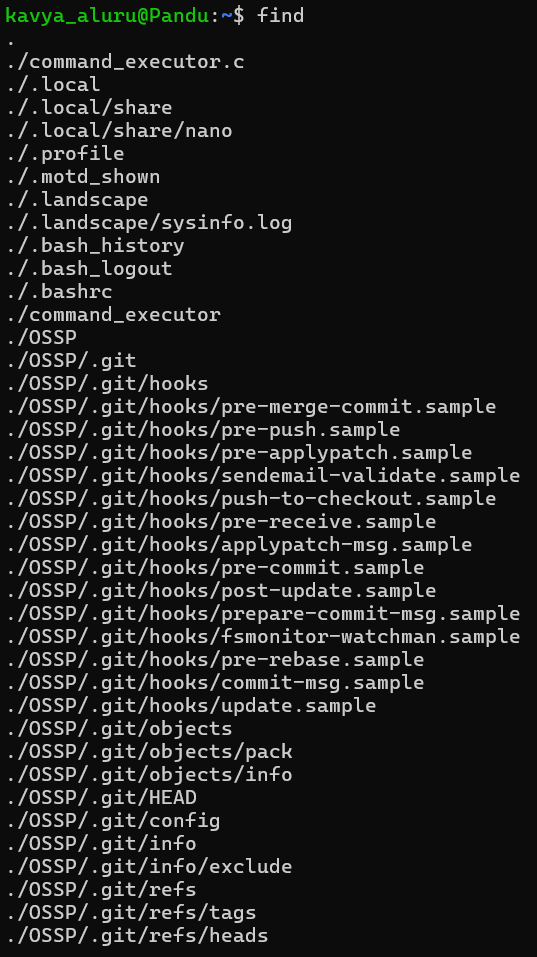 kavya_aluru@Pandu:~$ find
.
./command_executor.c
./.local
./.local/share
./.local/share/nano
./.profile
./.motd_shown
./.landscape
./.landscape/sysinfo.log
./.bash_history
./.bash_logout
./.bashrc
./command_executor
./OSSP
./OSSP/.git
./OSSP/.git/hooks
./OSSP/.git/hooks/pre-merge-commit.sample
./OSSP/.git/hooks/pre-push.sample
./OSSP/.git/hooks/pre-applypatch.sample
./OSSP/.git/hooks/sendemail-validate.sample
./OSSP/.git/hooks/push-to-checkout.sample
./OSSP/.git/hooks/pre-receive.sample
./OSSP/.git/hooks/applypatch-msg.sample
./OSSP/.git/hooks/pre-commit.sample
./OSSP/.git/hooks/post-update.sample
./OSSP/.git/hooks/prepare-commit-msg.sample
./OSSP/.git/hooks/fsmonitor-watchman.sample
./OSSP/.git/hooks/pre-rebase.sample
./OSSP/.git/hooks/commit-msg.sample
./OSSP/.git/hooks/update.sample
./OSSP/.git/objects
./OSSP/.git/objects/pack
./OSSP/.git/objects/info
./OSSP/.git/HEAD
./OSSP/.git/config
./OSSP/.git/info
./OSSP/.git/info/exclude
./OSSP/.git/refs
./OSSP/.git/refs/tags
./OSSP/.git/refs/heads